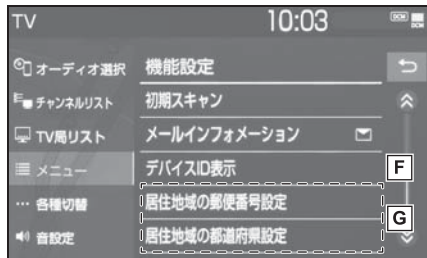 TV 10:03 DCM
オーディオ選択
チャンネルリスト
TV局リスト
メニュー
各種切替
音設定
機能設定
初期スキャン
メールインフォメーション
デバイスID表示
居住地域の郵便番号設定
居住地域の都道府県設定
F
G